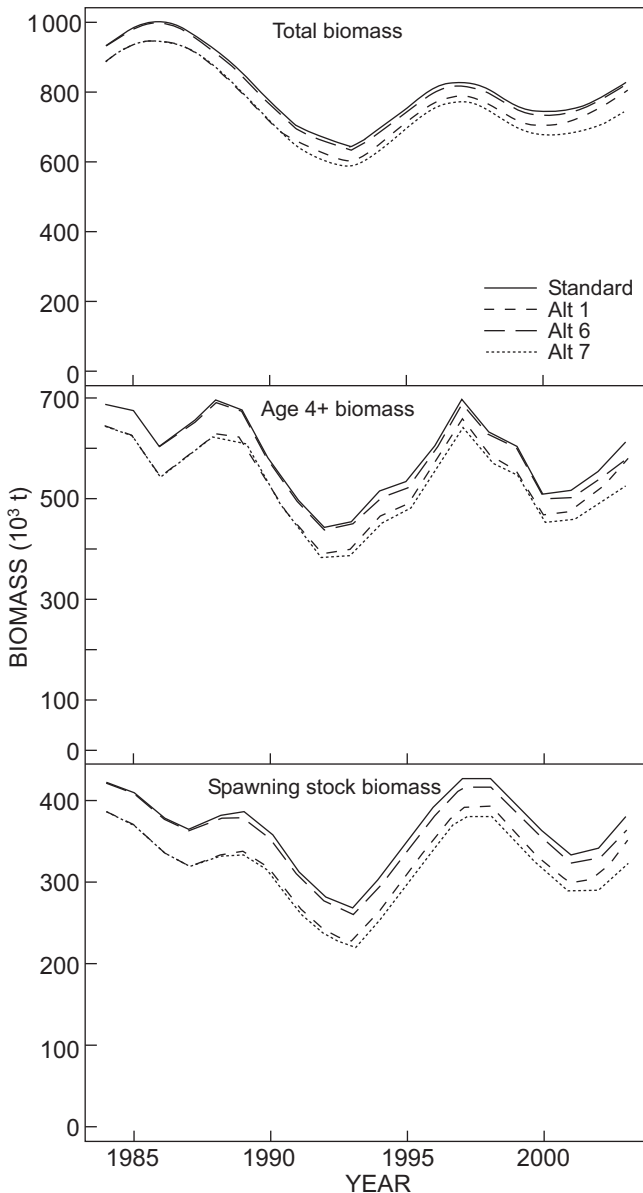 Total biomass
1000
800
600
400
200
0
Standard
Alt 1
Alt 6
Alt 7
Age 4+ biomass
700
500
300
100
0
BIOMASS (10³ t)
Spawning stock biomass
400
300
200
100
0
1985 1990 1995 2000
YEAR